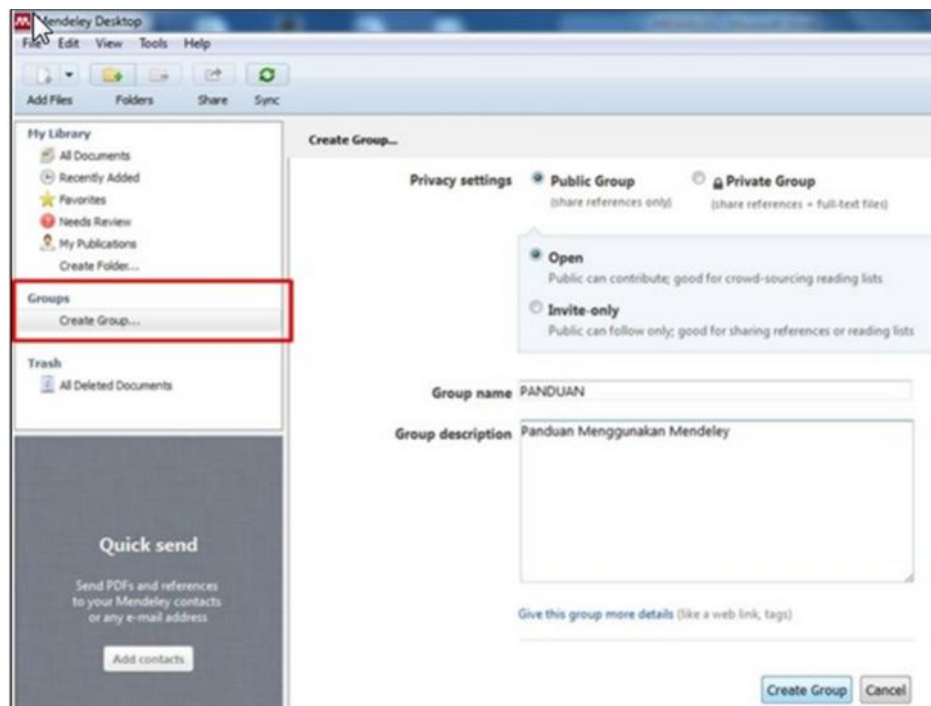 Mendeley Desktop
File Edit View Tools Help
Add Files Folders Share Sync
My Library
All Documents
Recently Added
Favorites
Needs Review
My Publications
Create Folder...
Groups
Create Group...
Trash
All Deleted Documents
Quick send
Send PDFs and references
to your Mendeley contacts
or any e-mail address
Add contacts
Create Group...
Privacy settings Public Group Private Group
(share references only) (share references + full-text files)
Open
Public can contribute; good for crowd-sourcing reading lists
Invite-only
Public can follow only; good for sharing references or reading lists
Group name PANDUAN
Group description Panduan Menggunakan Mendeley
Give this group more details (like a web link, tags)
Create Group Cancel